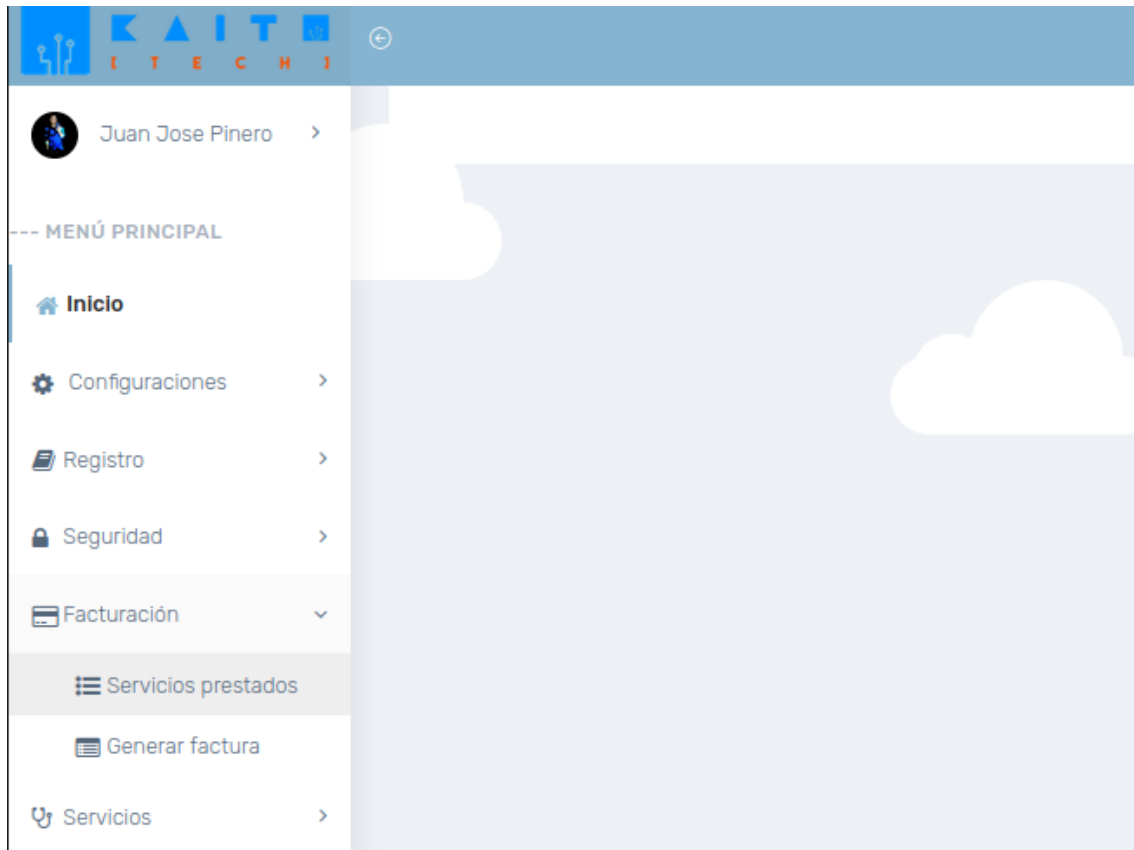 KAIT
[TECH]
Juan Jose Pinero
--- MENÚ PRINCIPAL
Inicio
Configuraciones
Registro
Seguridad
Facturación
Servicios prestados
Generar factura
Servicios